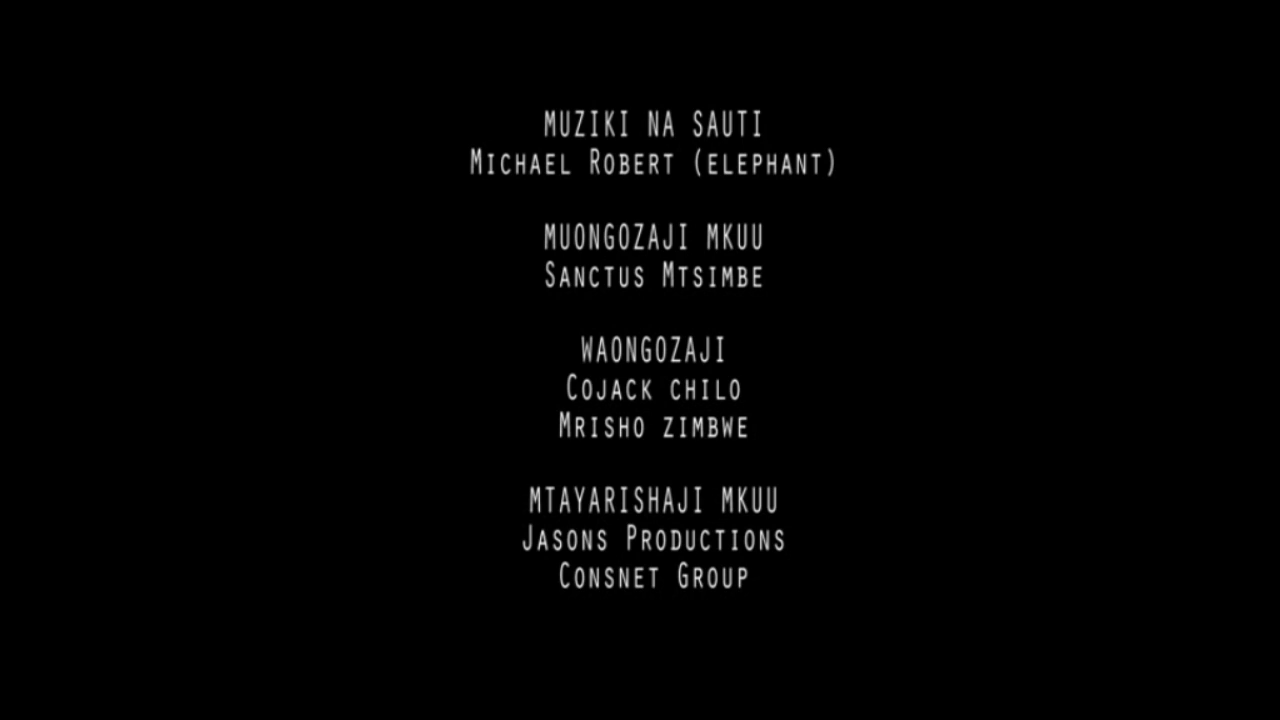 MUZIKI NA SAUTI
MICHAEL ROBERT (ELEPHANT)
MUONGOZAJI MKUU
SANCTUS MTSIMBE
WAONGOZAJI
COJACK CHILO
MRISHO ZIMBWE
MTAYARISHAJI MKUU
JASONS PRODUCTIONS
CONSNET GROUP